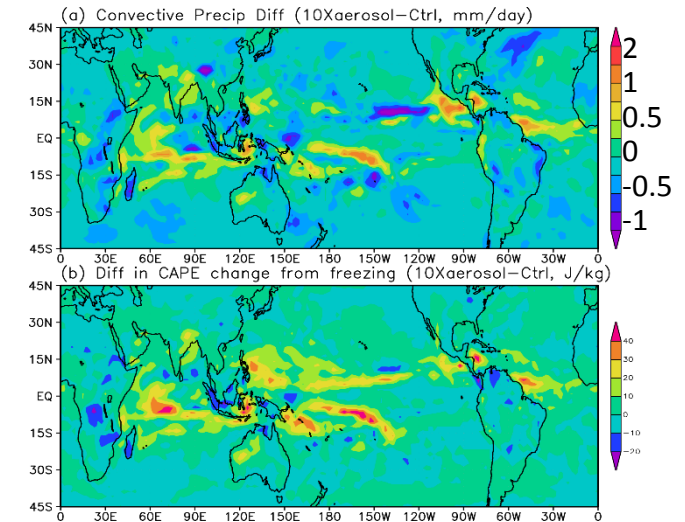 (a) Convective Precip Diff (10Xaerosol-Ctrl, mm/day)
45N
30N
15N
EQ
15S
30S
45S
0 30E 60E 90E 120E 150E 180 150W 120W 90W 60W 30W 0
2
1
0.5
0
-0.5
-1
(b) Diff in CAPE change from freezing (10Xaerosol-Ctrl, J/kg)
45N
30N
15N
EQ
15S
30S
45S
0 30E 60E 90E 120E 150E 180 150W 120W 90W 60W 30W 0
40
30
20
10
0
-10
-20